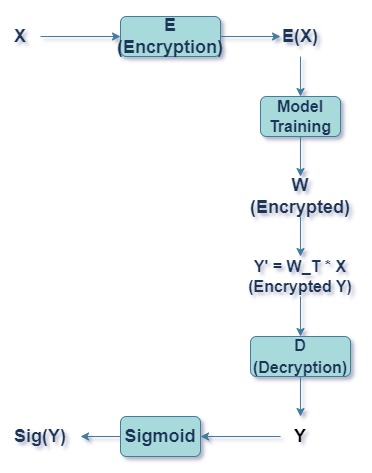 X
E
(Encryption)
E(X)
Model
Training
W
(Encrypted)
Y' = W_T * X
(Encrypted Y)
D
(Decryption)
Y
Sigmoid
Sig(Y)